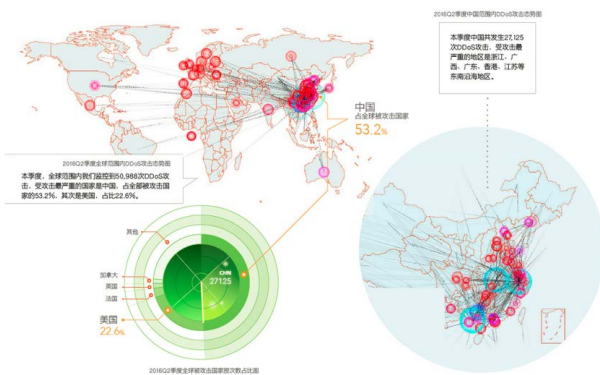 2016Q2季度中国范围内DDoS攻击态势图
本季度中国共发生27,125
次DDoS攻击，受攻击最
严重的地区是浙江、广
西、广东、香港、江苏等
东南沿海地区。
中国
占全球被攻击国家
53.2%
2016Q2季度全球范围内DDoS攻击态势图
本季度，全球范围内我们监控到50,988次DDoS攻
击，受攻击最严重的国家是中国，占全部被攻击国
家的53.2%，其次是美国，占比22.6%。
其他
CHN
27125
加拿大
英国
法国
美国
22.6%
2016Q2季度全球被攻击国家按次数占比图